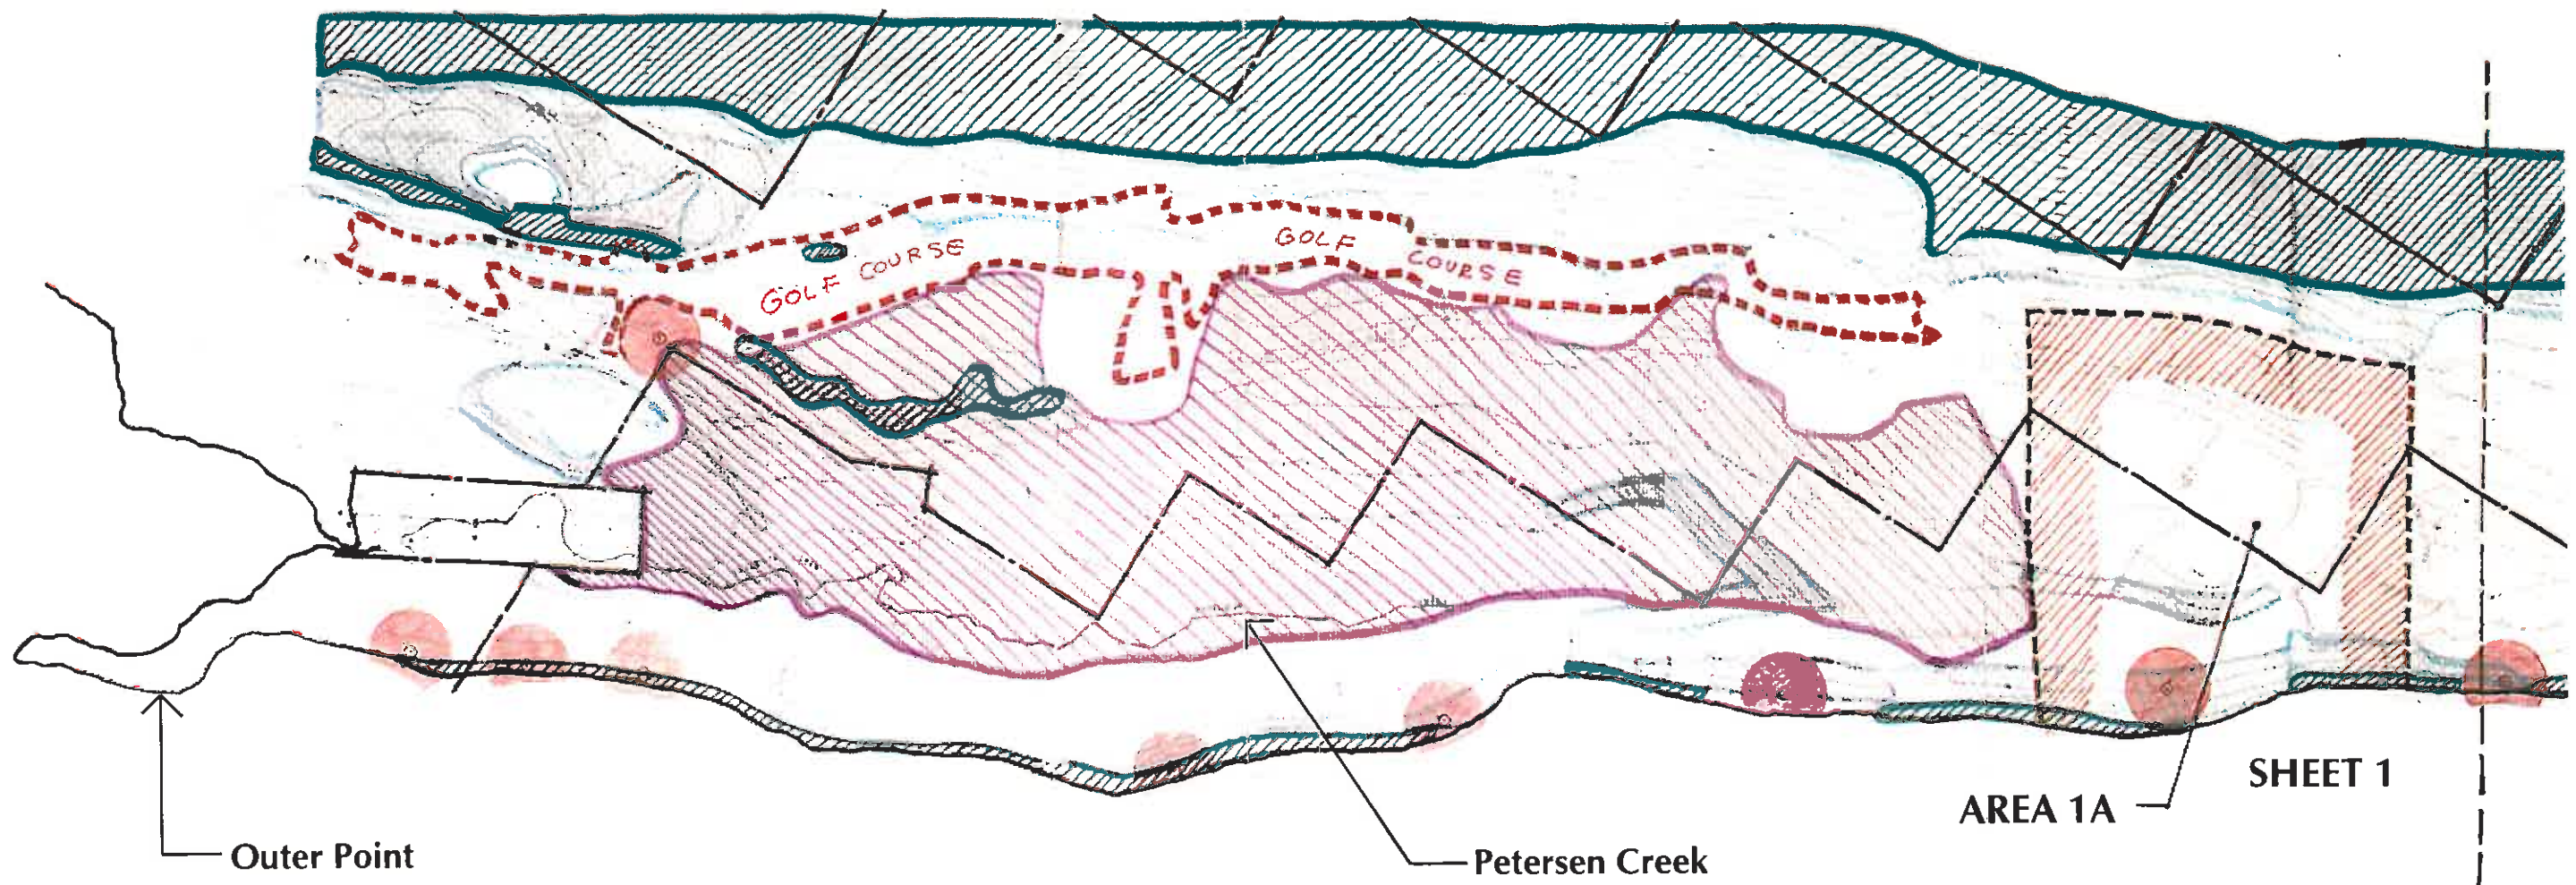 GOLF COURSE
GOLF
COURSE
SHEET 1
AREA 1A
Outer Point
Petersen Creek